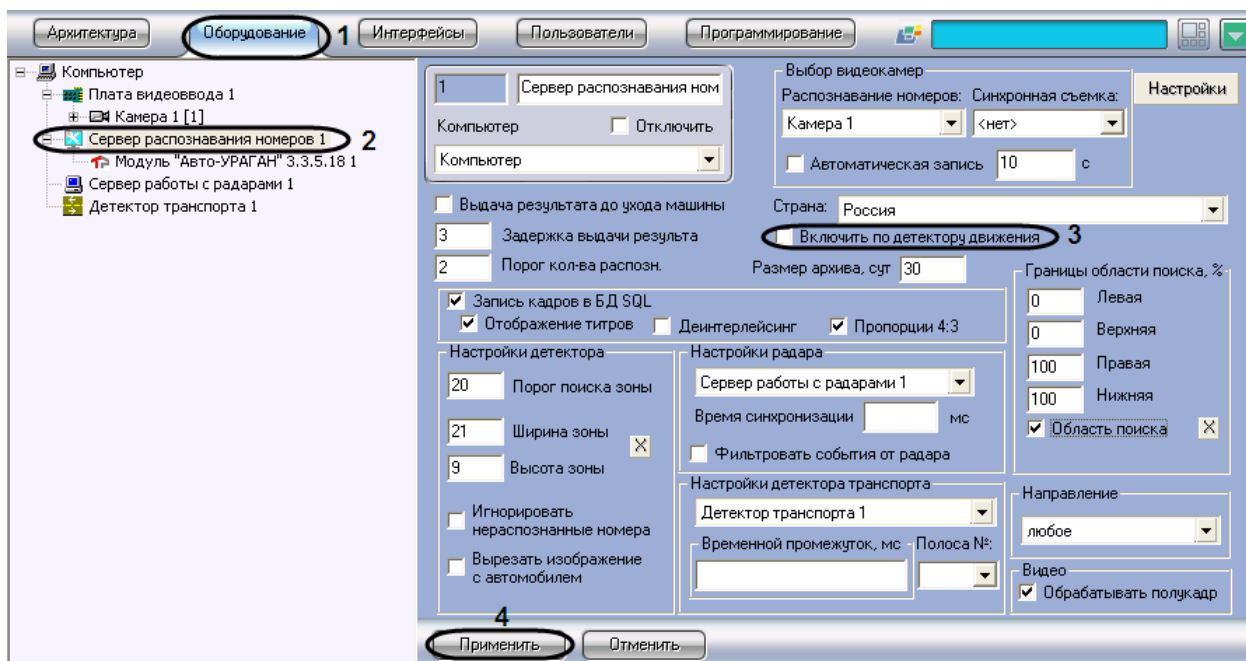 Архитектура
Оборудование
1
Интерфейсы
Пользователи
Программирование
Компьютер
Плата видеоввода 1
Камера 1 [1]
Сервер распознавания номеров 1
2
Модуль "Авто-УРАГАН" 3.3.5.18 1
Сервер работы с радарами 1
Детектор транспорта 1
1
Сервер распознавания ном
Компьютер
Отключить
Компьютер
Выбор видеокамер
Распознавание номеров:
Синхронная съемка:
Камера 1
<нет>
Автоматическая запись
10
с
Настройки
Выдача результата до ухода машины
3
Задержка выдачи результа
2
Порог кол-ва распозн.
Страна:
Россия
Включить по детектору движения
3
Размер архива, сут
30
Запись кадров в БД SQL
Отображение титров
Деинтерлейсинг
Пропорции 4:3
Границы области поиска, %
0
Левая
0
Верхняя
100
Правая
100
Нижняя
Область поиска
X
Настройки детектора
20
Порог поиска зоны
21
Ширина зоны
X
9
Высота зоны
Игнорировать
нераспознанные номера
Вырезать изображение
с автомобилем
Настройки радара
Сервер работы с радарами 1
Время синхронизации
мс
Фильтровать события от радара
Настройки детектора транспорта
Детектор транспорта 1
Временной промежуток, мс
Полоса №:
Направление
любое
Видео
Обрабатывать полукадр
4
Применить
Отменить